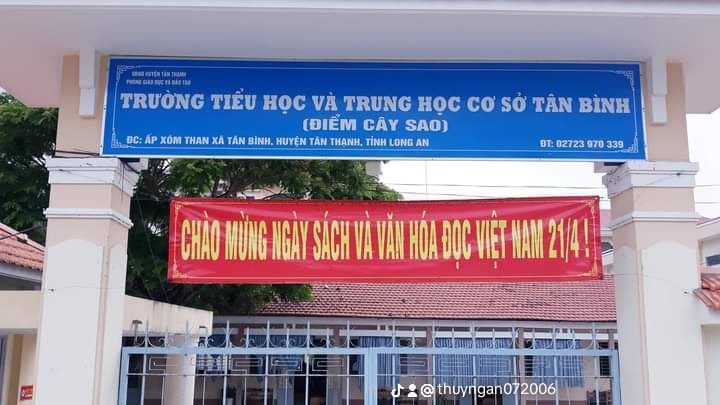 UBND HUYỆN TÂN THẠNH
PHÒNG GIÁO DỤC VÀ ĐÀO TẠO
TRƯỜNG TIỂU HỌC VÀ TRUNG HỌC CƠ SỞ TÂN BÌNH
(ĐIỂM CÂY SAO)
ĐC: ẤP XÓM THAN XÃ TÂN BÌNH, HUYỆN TÂN THẠNH, TỈNH LONG AN
ĐT: 02723 970 339
CHÀO MỪNG NGÀY SÁCH VÀ VĂN HÓA ĐỌC VIỆT NAM 21/4 !
@thuyngan072006